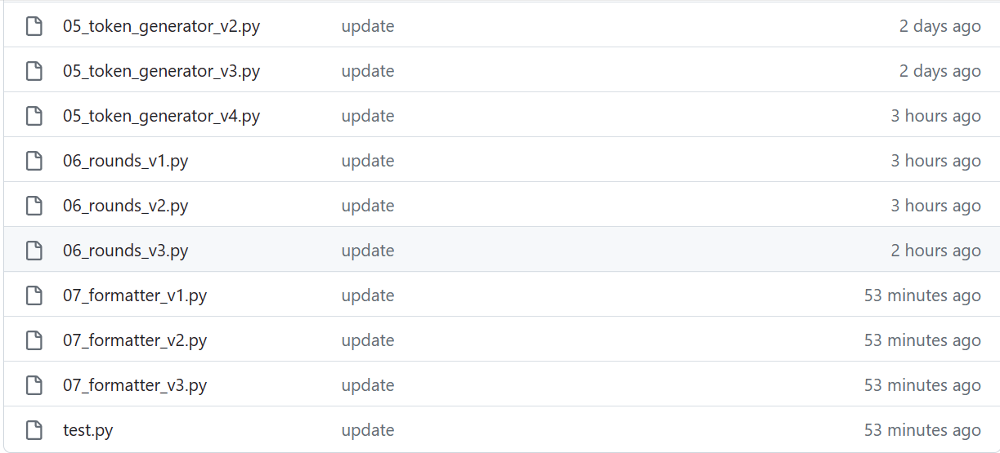 05_token_generator_v2.py update 2 days ago
05_token_generator_v3.py update 2 days ago
05_token_generator_v4.py update 3 hours ago
06_rounds_v1.py update 3 hours ago
06_rounds_v2.py update 3 hours ago
06_rounds_v3.py update 2 hours ago
07_formatter_v1.py update 53 minutes ago
07_formatter_v2.py update 53 minutes ago
07_formatter_v3.py update 53 minutes ago
test.py update 53 minutes ago